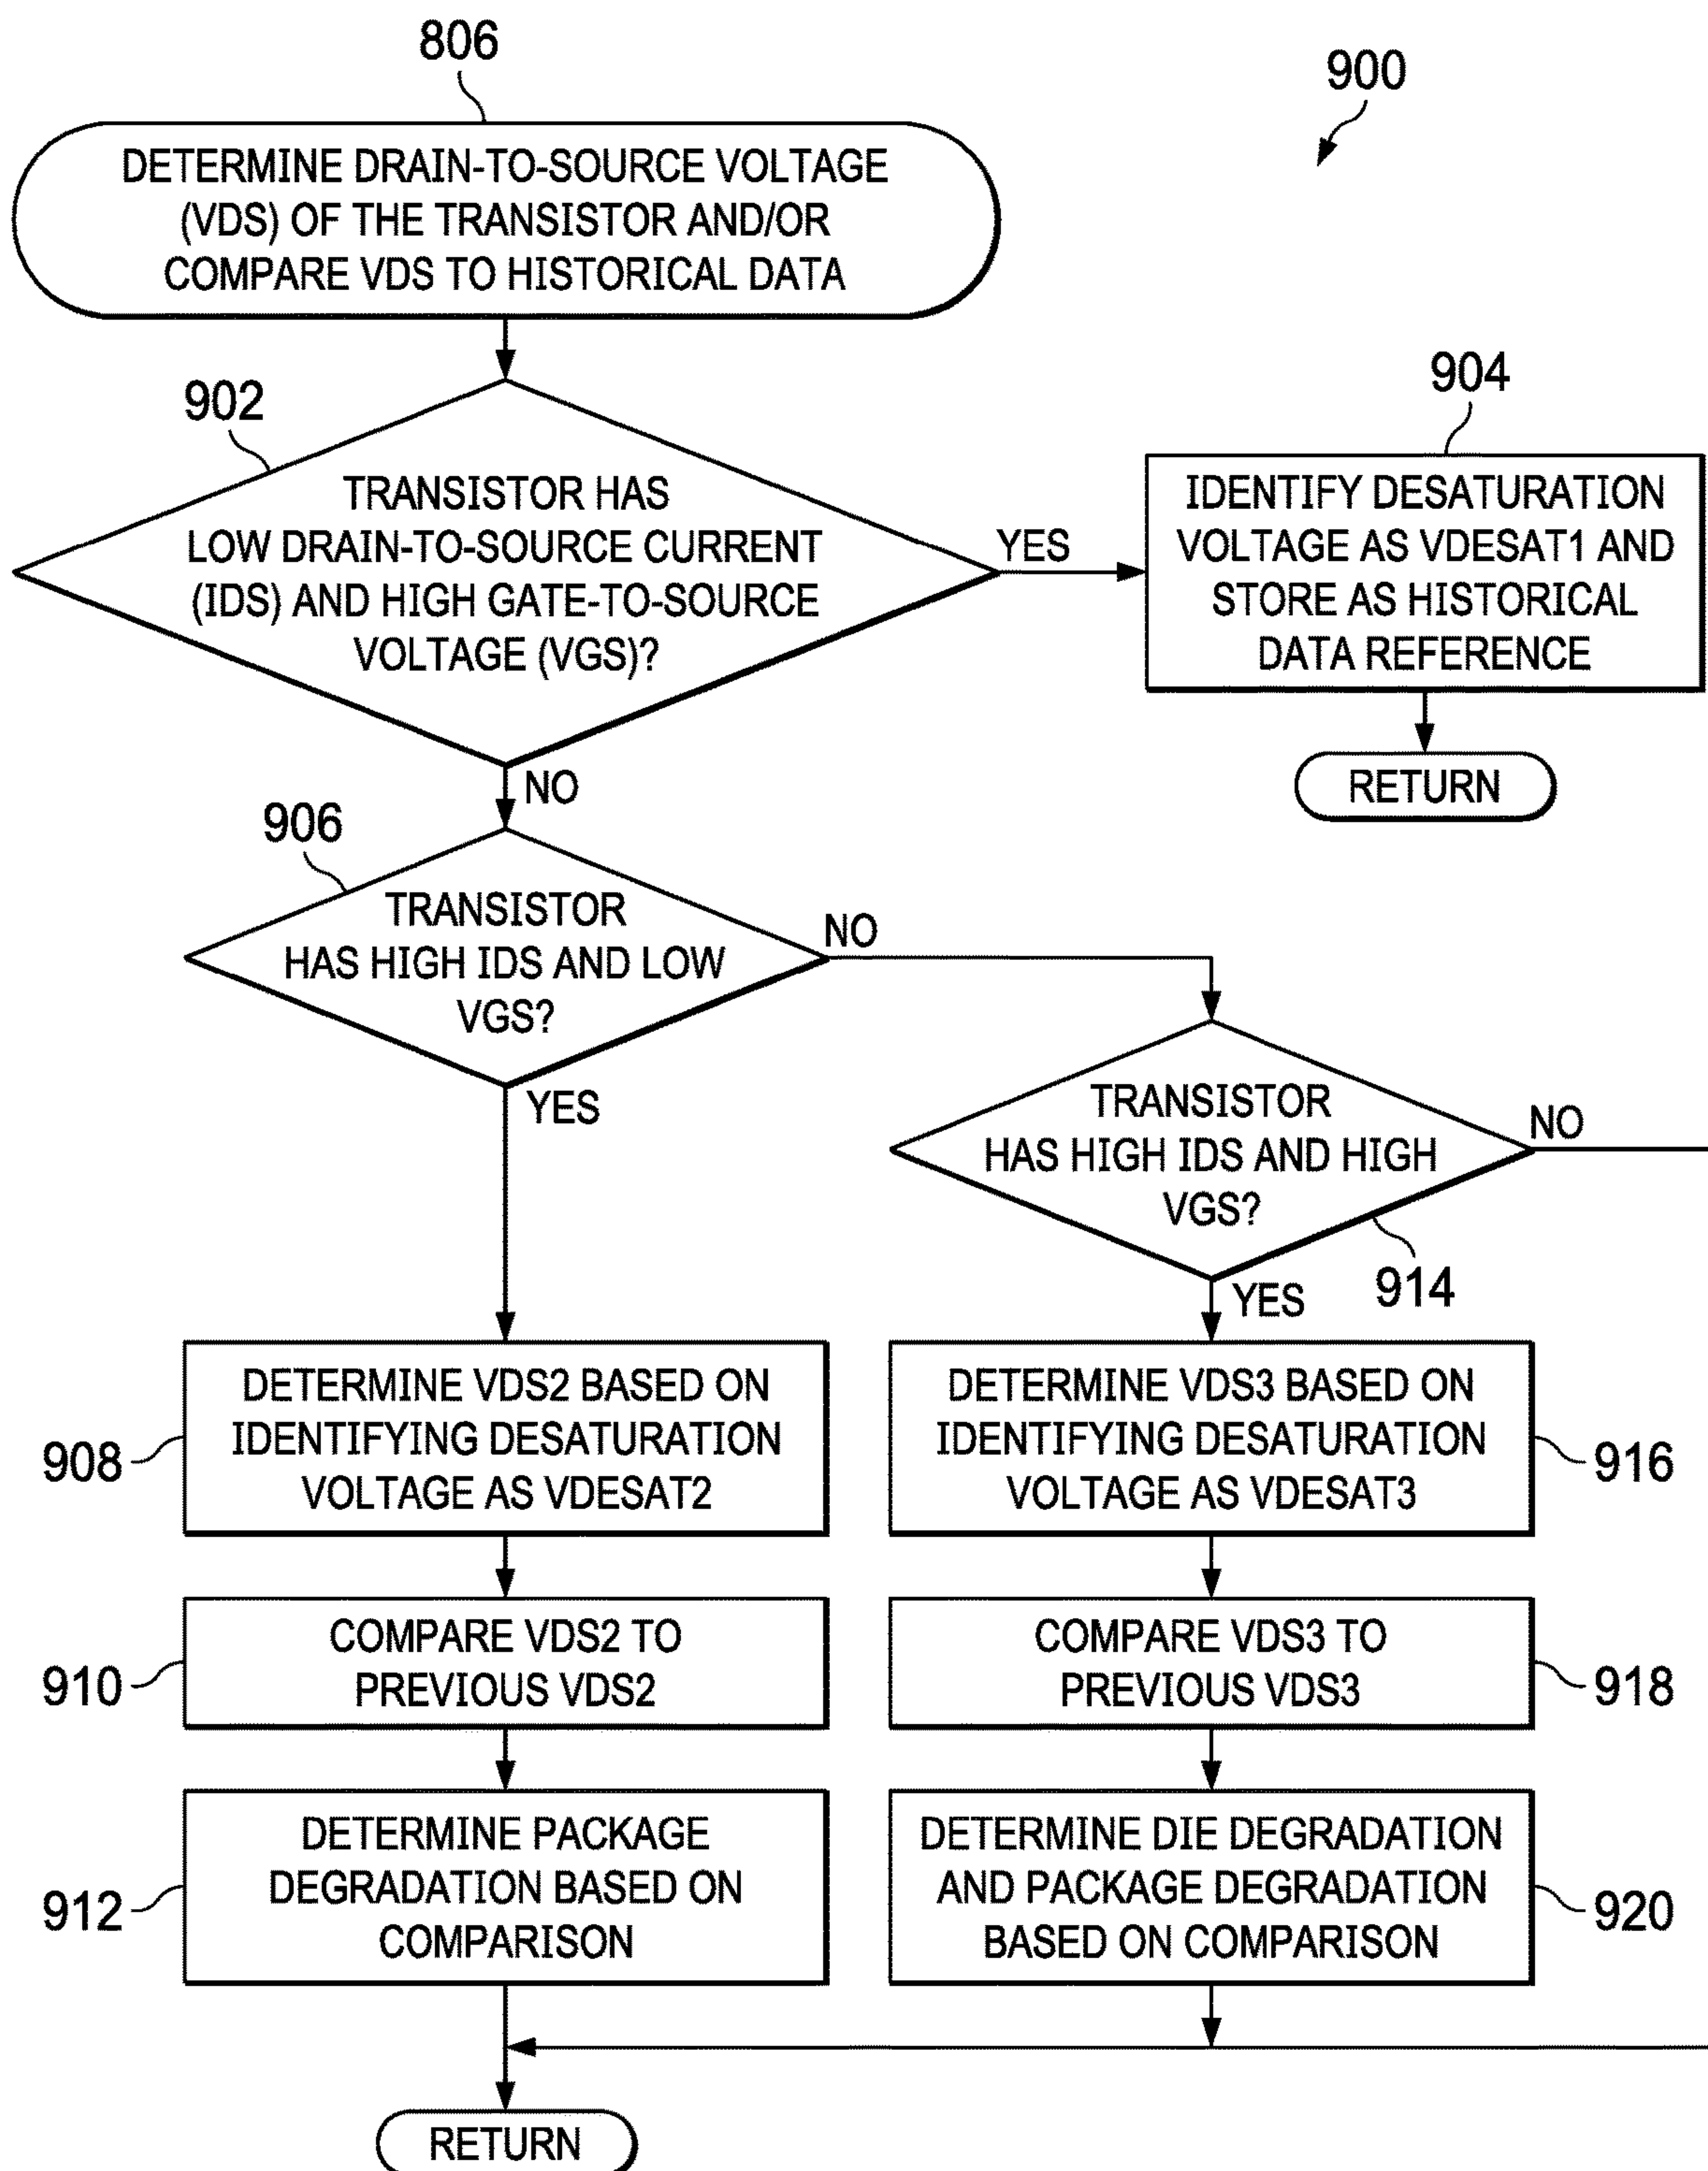 806
900
DETERMINE DRAIN-TO-SOURCE VOLTAGE
(VDS) OF THE TRANSISTOR AND/OR
COMPARE VDS TO HISTORICAL DATA
902
TRANSISTOR HAS
LOW DRAIN-TO-SOURCE CURRENT
(IDS) AND HIGH GATE-TO-SOURCE
VOLTAGE (VGS)?
YES
904
IDENTIFY DESATURATION
VOLTAGE AS VDESAT1 AND
STORE AS HISTORICAL
DATA REFERENCE
RETURN
NO
906
TRANSISTOR
HAS HIGH IDS AND LOW
VGS?
NO
YES
TRANSISTOR
HAS HIGH IDS AND HIGH
VGS?
NO
914
YES
908
DETERMINE VDS2 BASED ON
IDENTIFYING DESATURATION
VOLTAGE AS VDESAT2
DETERMINE VDS3 BASED ON
IDENTIFYING DESATURATION
VOLTAGE AS VDESAT3
916
910
COMPARE VDS2 TO
PREVIOUS VDS2
COMPARE VDS3 TO
PREVIOUS VDS3
918
912
DETERMINE PACKAGE
DEGRADATION BASED ON
COMPARISON
DETERMINE DIE DEGRADATION
AND PACKAGE DEGRADATION
BASED ON COMPARISON
920
RETURN